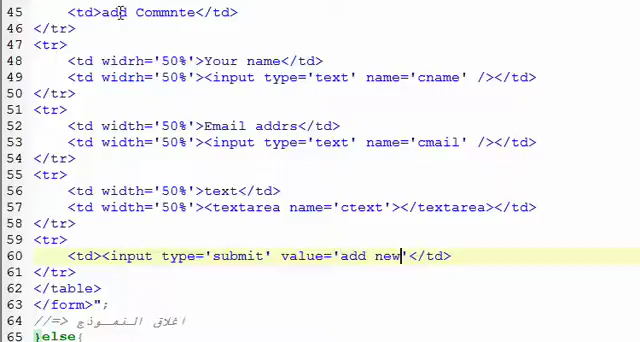 45 <td>add Commnte</td>
46 </tr>
47 <tr>
48 <td widrh='50%'>Your name</td>
49 <td width='50%'><input type='text' name='cname' /></td>
50 </tr>
51 <tr>
52 <td width='50%'>Email addrs</td>
53 <td width='50%'><input type='text' name='cmail' /></td>
54 </tr>
55 <tr>
56 <td width='50%'>text</td>
57 <td width='50%'><textarea name='ctext'></textarea></td>
58 </tr>
59 <tr>
60 <td><input type='submit' value='add new'</td>
61 </tr>
62 </table>
63 </form>";
64 //=> اغلاق النموذج
65 }else{